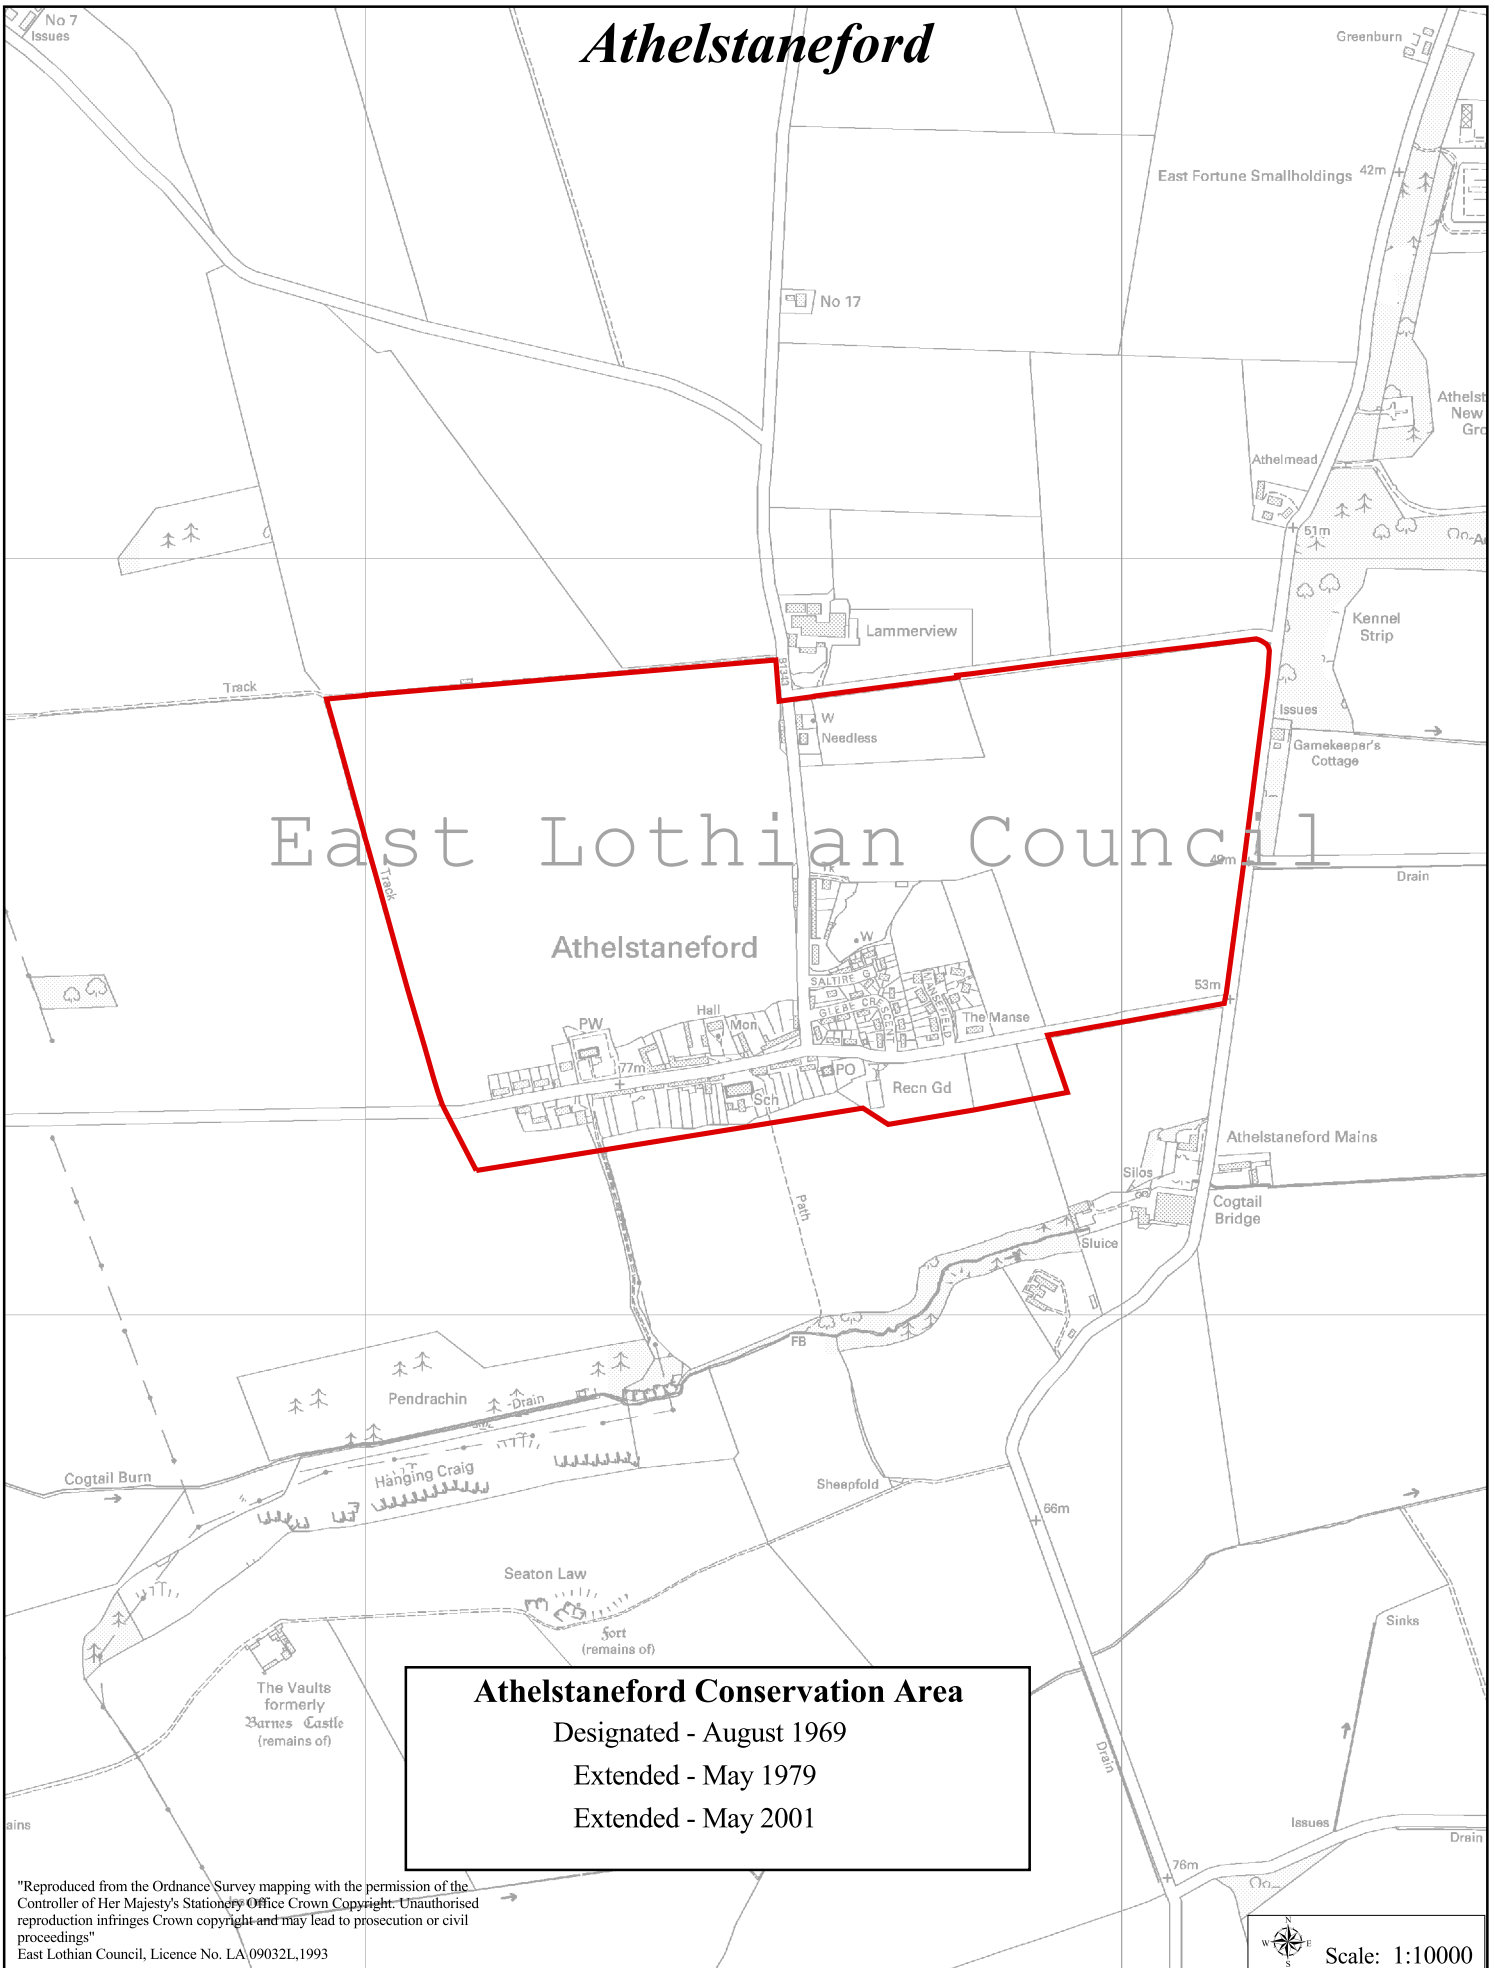 Athelstaneford
No 7
Issues
Greenburn
East Fortune Smallholdings
42m
No 17
Athelst
New
Gro
Athelmead
51m
Kennel
Strip
Lammerview
Track
B1343
W
Needless
Issues
Gamekeeper's
Cottage
East Lothian Council
Track
49m
Drain
Athelstaneford
W
SALTIRE G
GLEBE CRESCENT
MANSEFIELD
53m
The Manse
Hall
Mon
PW
77m
PO
Recn Gd
Sch
Athelstaneford Mains
Silos
Cogtail
Bridge
Path
Sluice
FB
Pendrachin
Drain
Cogtail Burn
Hanging Craig
Sheepfold
66m
Seaton Law
Fort
(remains of)
Sinks
The Vaults
formerly
Barnes Castle
(remains of)
Athelstaneford Conservation Area
Designated - August 1969
Extended - May 1979
Extended - May 2001
Drain
ains
Issues
Drain
76m
"Reproduced from the Ordnance Survey mapping with the permission of the
Controller of Her Majesty's Stationery Office Crown Copyright. Unauthorised
reproduction infringes Crown copyright and may lead to prosecution or civil
proceedings"
East Lothian Council, Licence No. LA 09032L,1993
N
W E
S
Scale: 1:10000